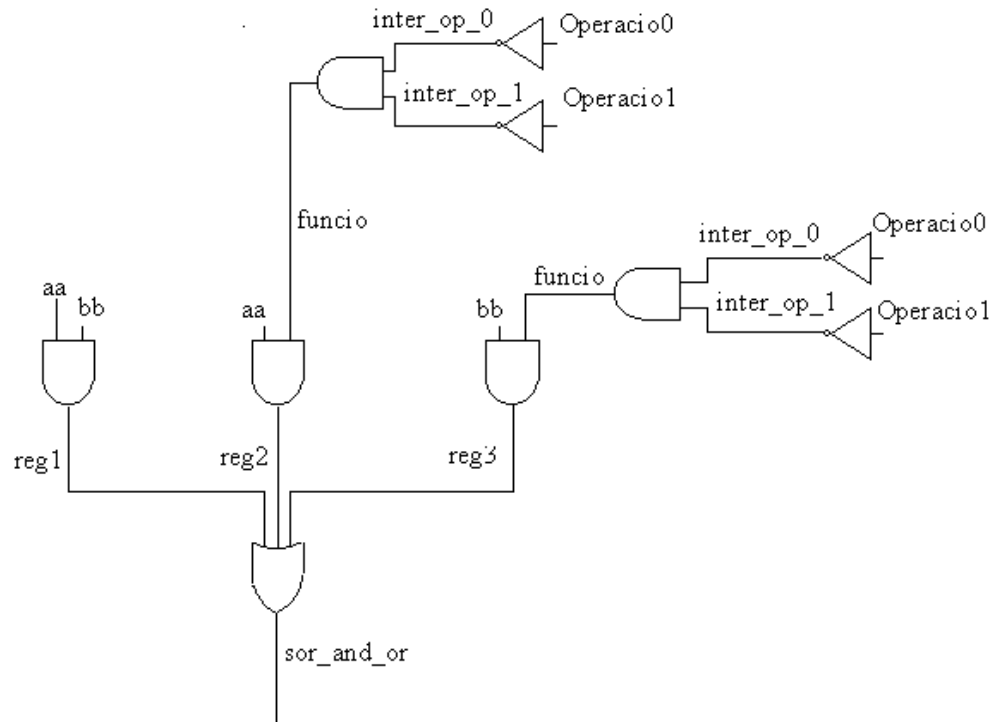 inter_op_0
Operacio0
inter_op_1
Operacio1
funcio
inter_op_0
Operacio0
funcio
inter_op_1
Operacio1
aa
bb
aa
bb
reg1
reg2
reg3
sor_and_or